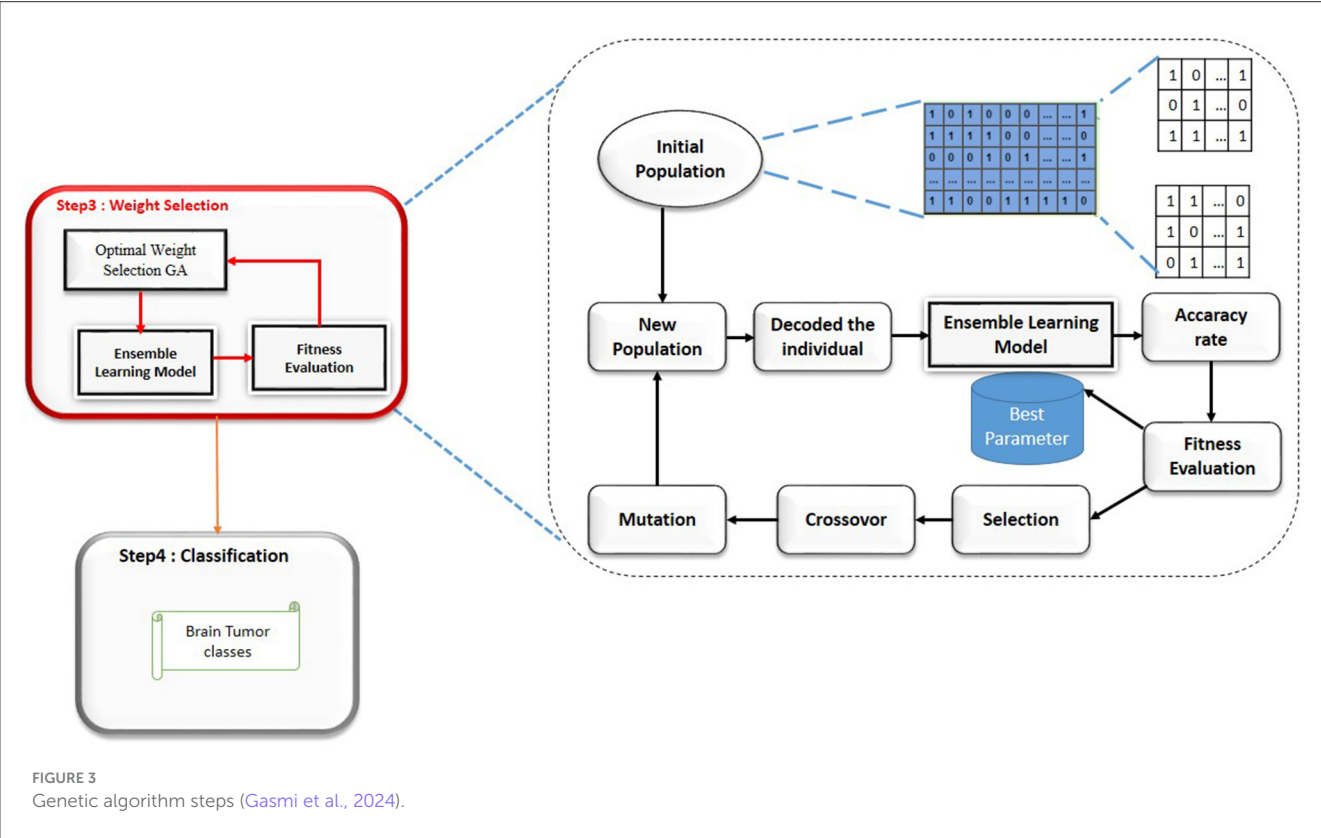 Step3 : Weight Selection
Optimal Weight
Selection GA
Ensemble
Learning Model
Fitness
Evaluation
Step4 : Classification
Brain Tumor
classes
Initial
Population
1 0 1 0 0 0 ... ... 1
1 1 1 1 0 0 ... ... 0
0 0 0 1 0 1 ... ... 1
... ... ... ... ... ... ... ... ...
1 1 0 0 1 1 1 1 0
1 0 ... 1
0 1 ... 0
1 1 ... 1
1 1 ... 0
1 0 ... 1
0 1 ... 1
New
Population
Decoded the
individual
Ensemble Learning
Model
Accaracy
rate
Best
Parameter
Fitness
Evaluation
Mutation
Crossovor
Selection
FIGURE 3
Genetic algorithm steps (Gasmi et al., 2024).